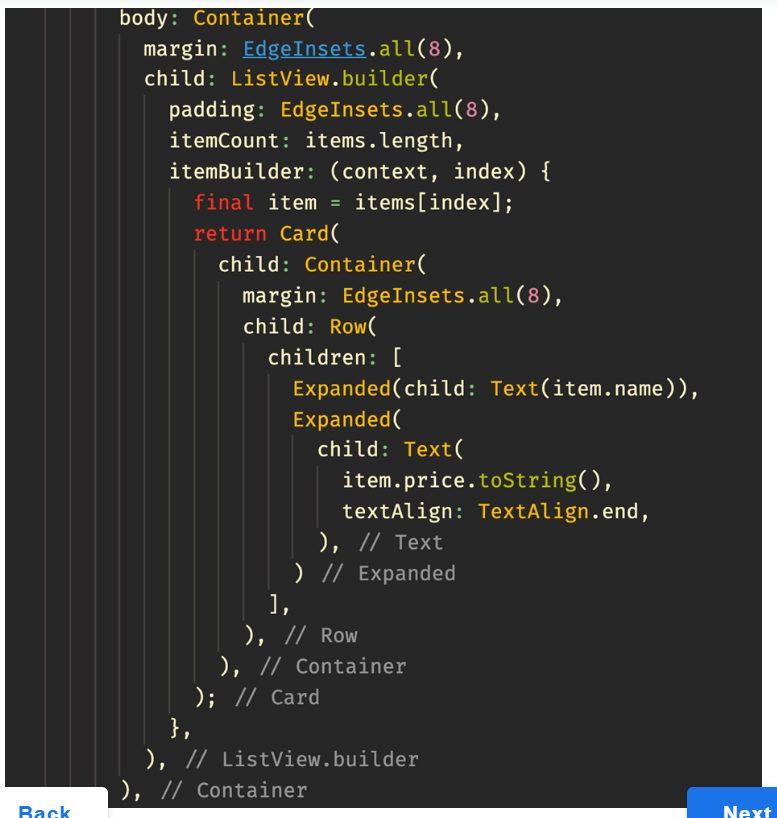 body: Container(
margin: EdgeInsets.all(8),
child: ListView.builder(
padding: EdgeInsets.all(8),
itemCount: items.length,
itemBuilder: (context, index) {
final item = items[index];
return Card(
child: Container(
margin: EdgeInsets.all(8),
child: Row(
children: [
Expanded(child: Text(item.name)),
Expanded(
child: Text(
item.price.toString(),
textAlign: TextAlign.end,
), // Text
) // Expanded
],
), // Row
), // Container
); // Card
},
), // ListView.builder
), // Container
Back Next